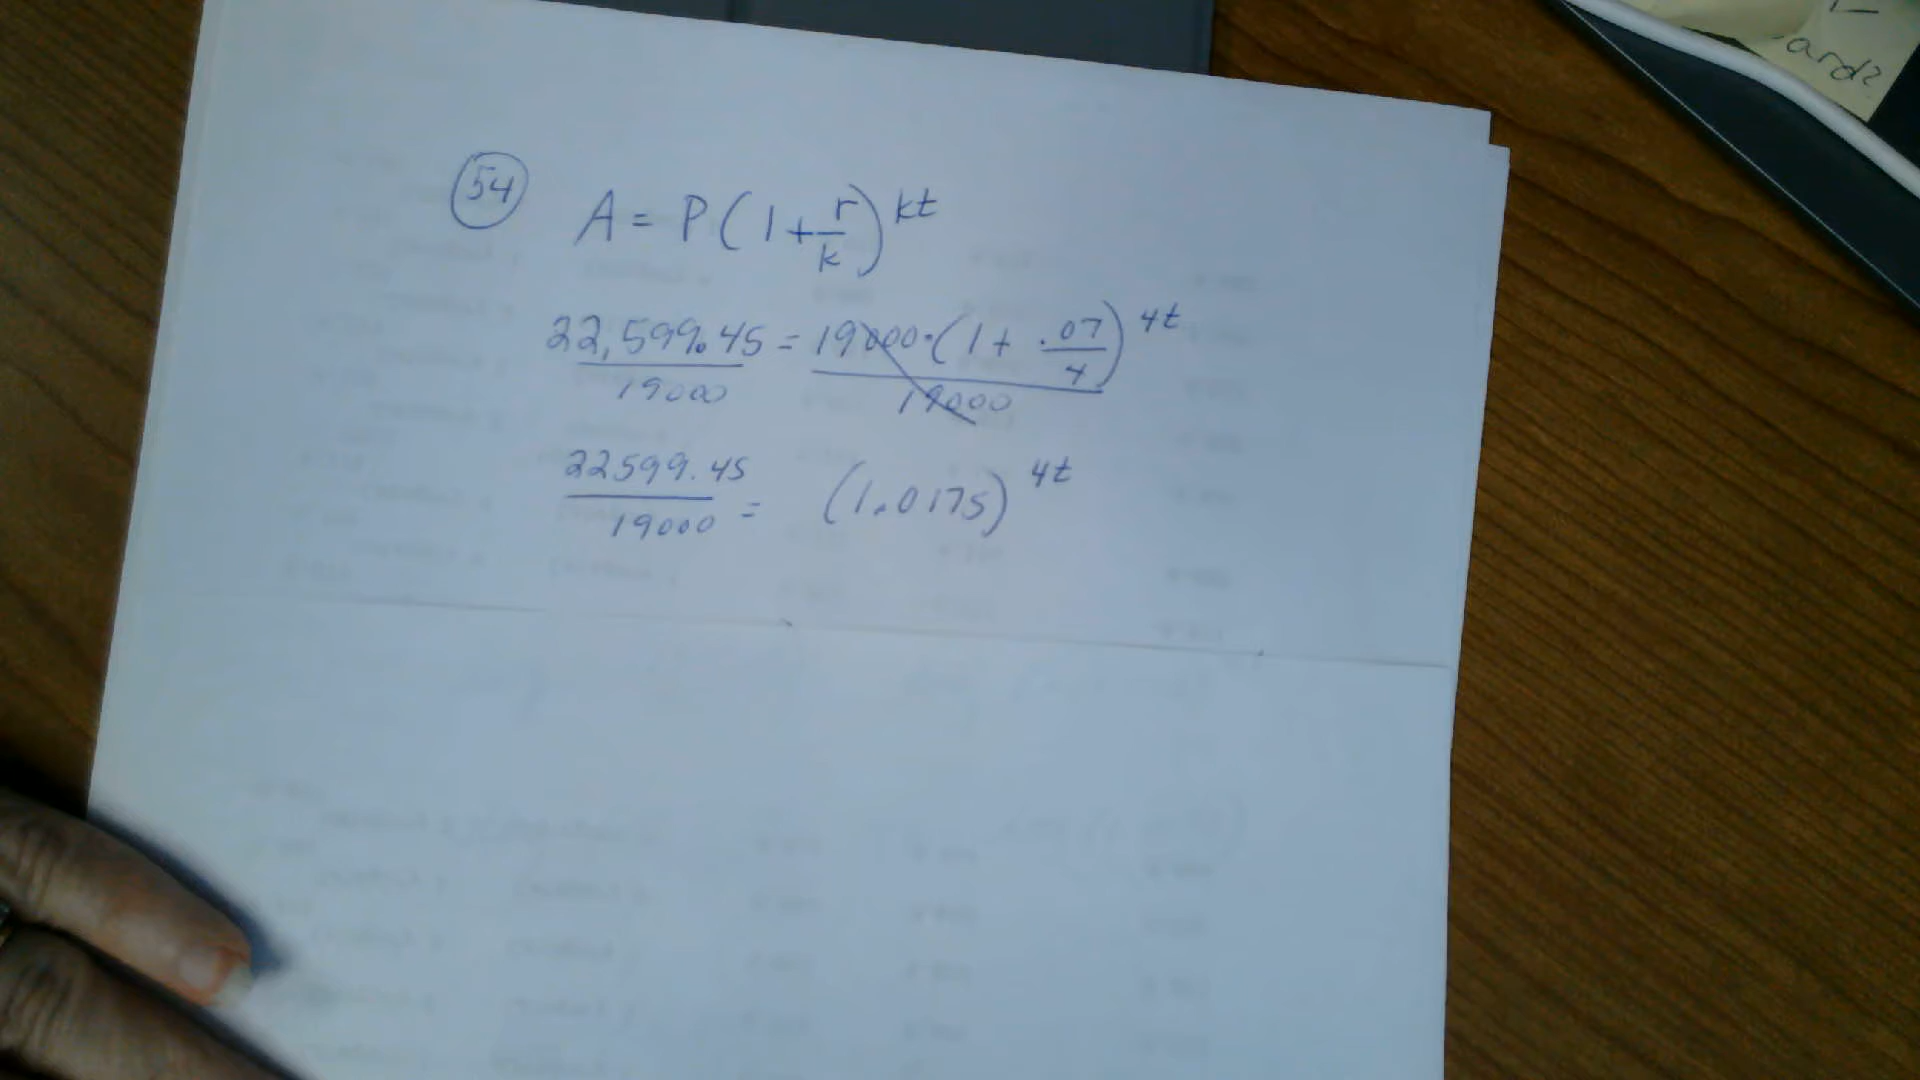 54 A = P(1 + r/k)^kt
22,599.45 / 19000 = 19000·(1 + .07/4)^4t / 19000
22599.45 / 19000 = (1.0175)^4t
ard?